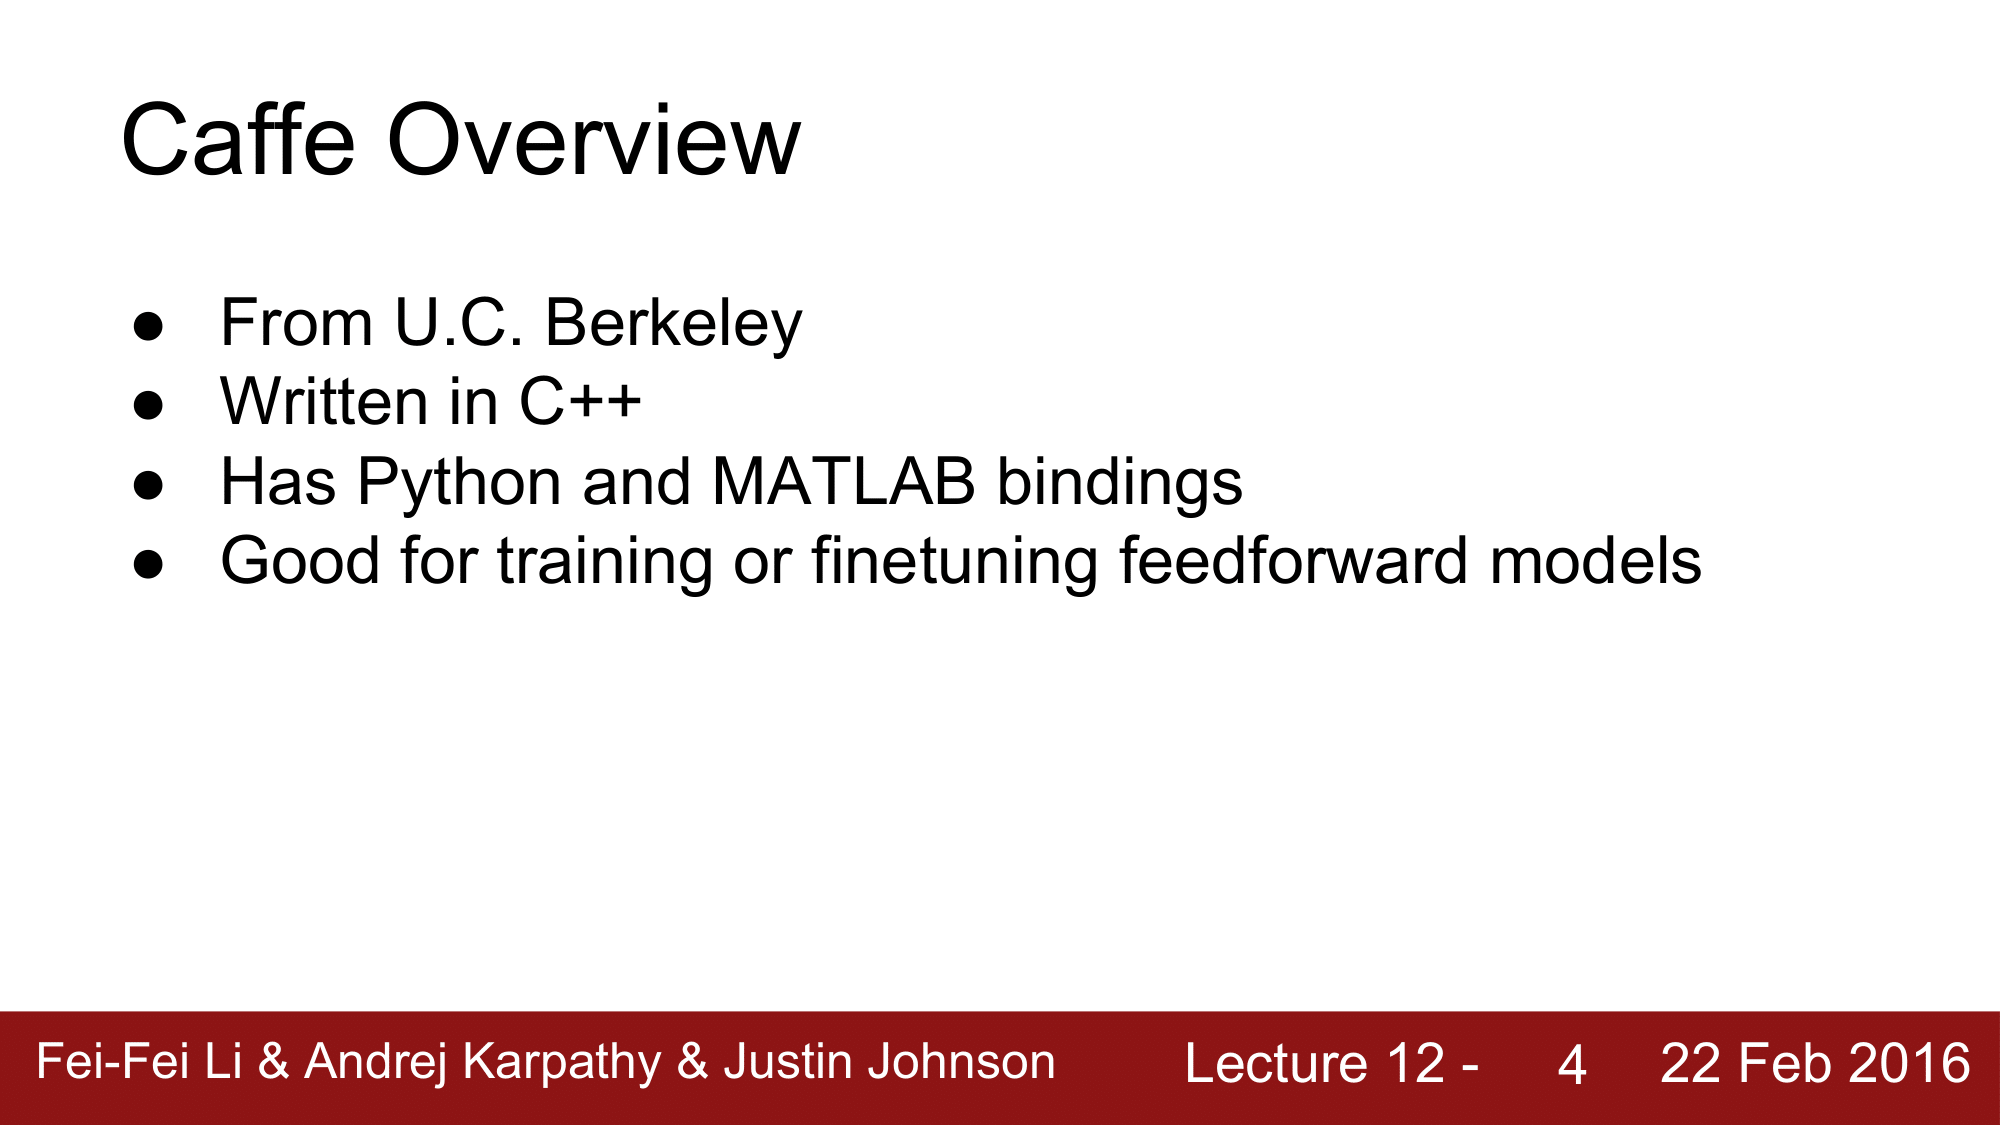 Caffe Overview
● From U.C. Berkeley
● Written in C++
● Has Python and MATLAB bindings
● Good for training or finetuning feedforward models
Fei-Fei Li & Andrej Karpathy & Justin Johnson Lecture 12 - 4 22 Feb 2016